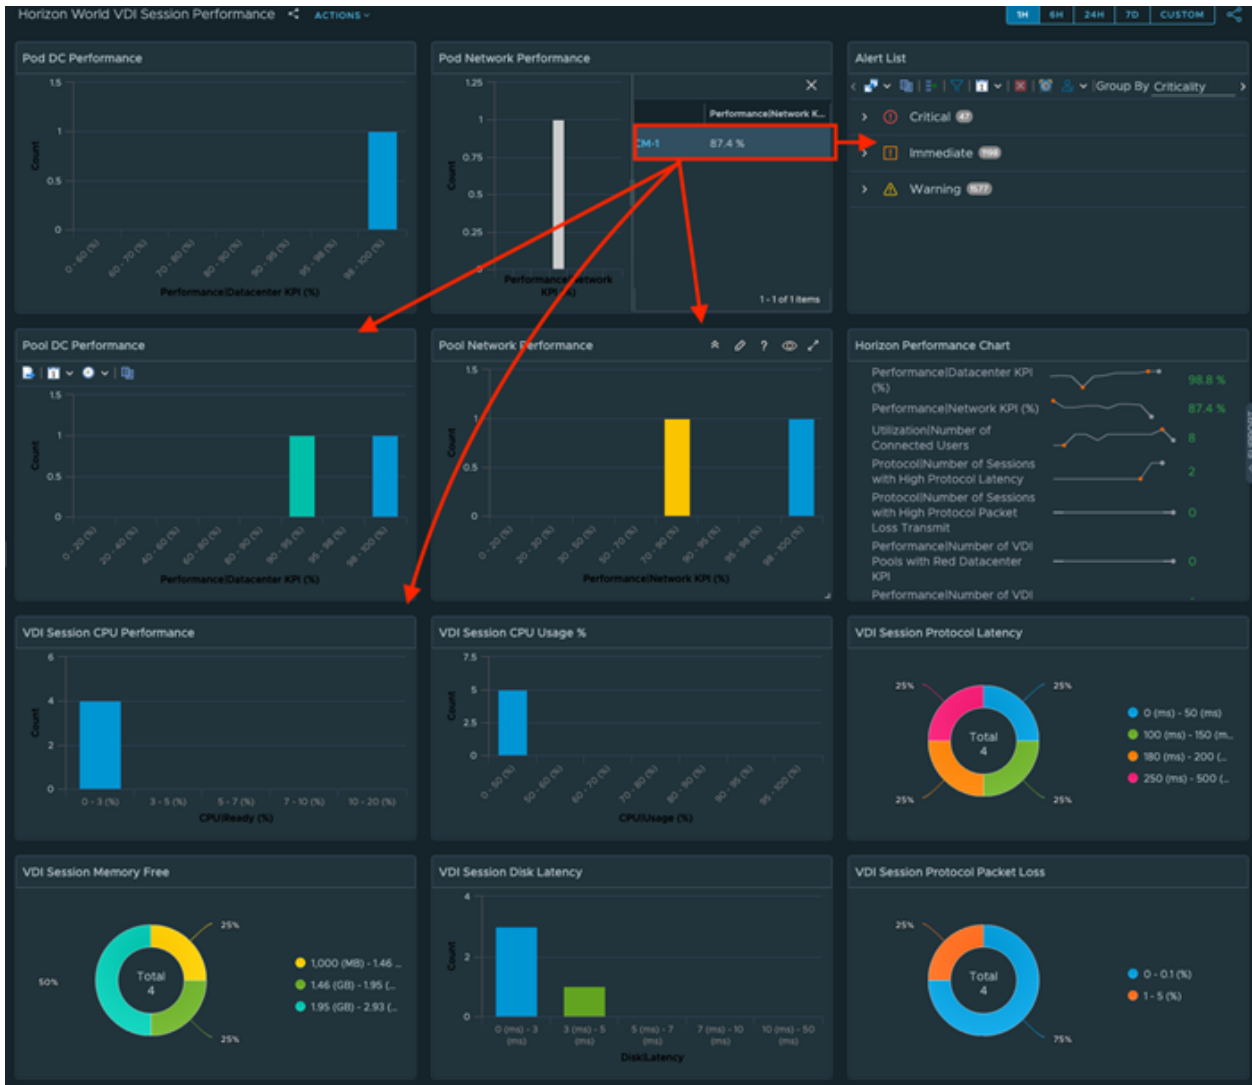 Horizon World VDI Session Performance
ACTIONS
1H 6H 24H 7D CUSTOM
Pod DC Performance
1.5
1
0.5
0
Count
0 - 60 (%)
60 - 70 (%)
70 - 80 (%)
80 - 90 (%)
90 - 95 (%)
95 - 98 (%)
98 - 100 (%)
Performance|Datacenter KPI (%)
Pod Network Performance
1.25
1
0.75
0.5
0.25
0
Count
Performance|Network
KPI (%)
Performance|Network K...
CM-1 87.4 %
1 - 1 of 1 items
Alert List
Group By Criticality
Critical 47
Immediate
Warning 1577
Pool DC Performance
1.5
1
0.5
0
Count
0 - 20 (%)
20 - 40 (%)
40 - 60 (%)
60 - 80 (%)
80 - 90 (%)
90 - 95 (%)
95 - 98 (%)
98 - 100 (%)
Performance|Datacenter KPI (%)
Pool Network Performance
1.5
1
0.5
0
Count
0 - 20 (%)
20 - 30 (%)
30 - 50 (%)
50 - 70 (%)
70 - 90 (%)
90 - 95 (%)
95 - 98 (%)
98 - 100 (%)
Performance|Network KPI (%)
Horizon Performance Chart
Performance|Datacenter KPI
(%)
98.8 %
Performance|Network KPI (%) 87.4 %
Utilization|Number of
Connected Users
8
Protocol|Number of Sessions
with High Protocol Latency
2
Protocol|Number of Sessions
with High Protocol Packet
Loss Transmit
0
Performance|Number of VDI
Pools with Red Datacenter
KPI
0
Performance|Number of VDI
VDI Session CPU Performance
6
4
2
0
Count
0 - 3 (%)
3 - 5 (%)
5 - 7 (%)
7 - 10 (%)
10 - 20 (%)
CPU|Ready (%)
VDI Session CPU Usage %
7.5
5
2.5
0
Count
0 - 50 (%)
50 - 60 (%)
60 - 70 (%)
70 - 80 (%)
80 - 90 (%)
90 - 95 (%)
95 - 100 (%)
CPU|Usage (%)
VDI Session Protocol Latency
25%
25%
25%
25%
Total
4
0 (ms) - 50 (ms)
100 (ms) - 150 (m...
180 (ms) - 200 (...
250 (ms) - 500 (...
VDI Session Memory Free
25%
50%
25%
Total
4
1,000 (MB) - 1.46 ...
1.46 (GB) - 1.95 (...
1.95 (GB) - 2.93 (...
VDI Session Disk Latency
4
2
0
Count
0 (ms) - 3
(ms)
3 (ms) - 5
(ms)
5 (ms) - 7
(ms)
7 (ms) - 10
(ms)
10 (ms) - 50
(ms)
Disk|Latency
VDI Session Protocol Packet Loss
25%
75%
Total
4
0 - 0.1 (%)
1 - 5 (%)